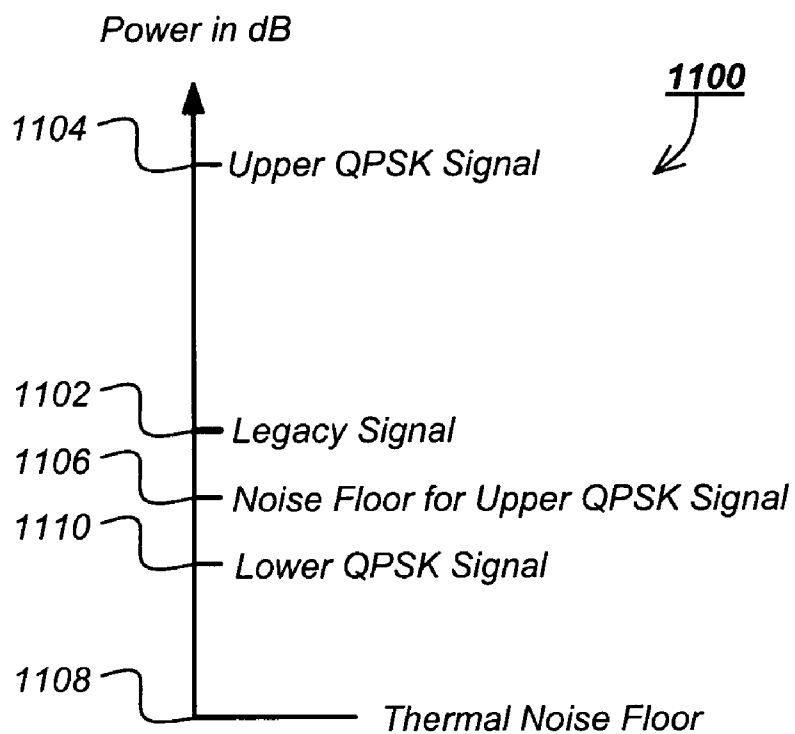 Power in dB
1100
1104
Upper QPSK Signal
1102
Legacy Signal
1106
Noise Floor for Upper QPSK Signal
1110
Lower QPSK Signal
1108
Thermal Noise Floor